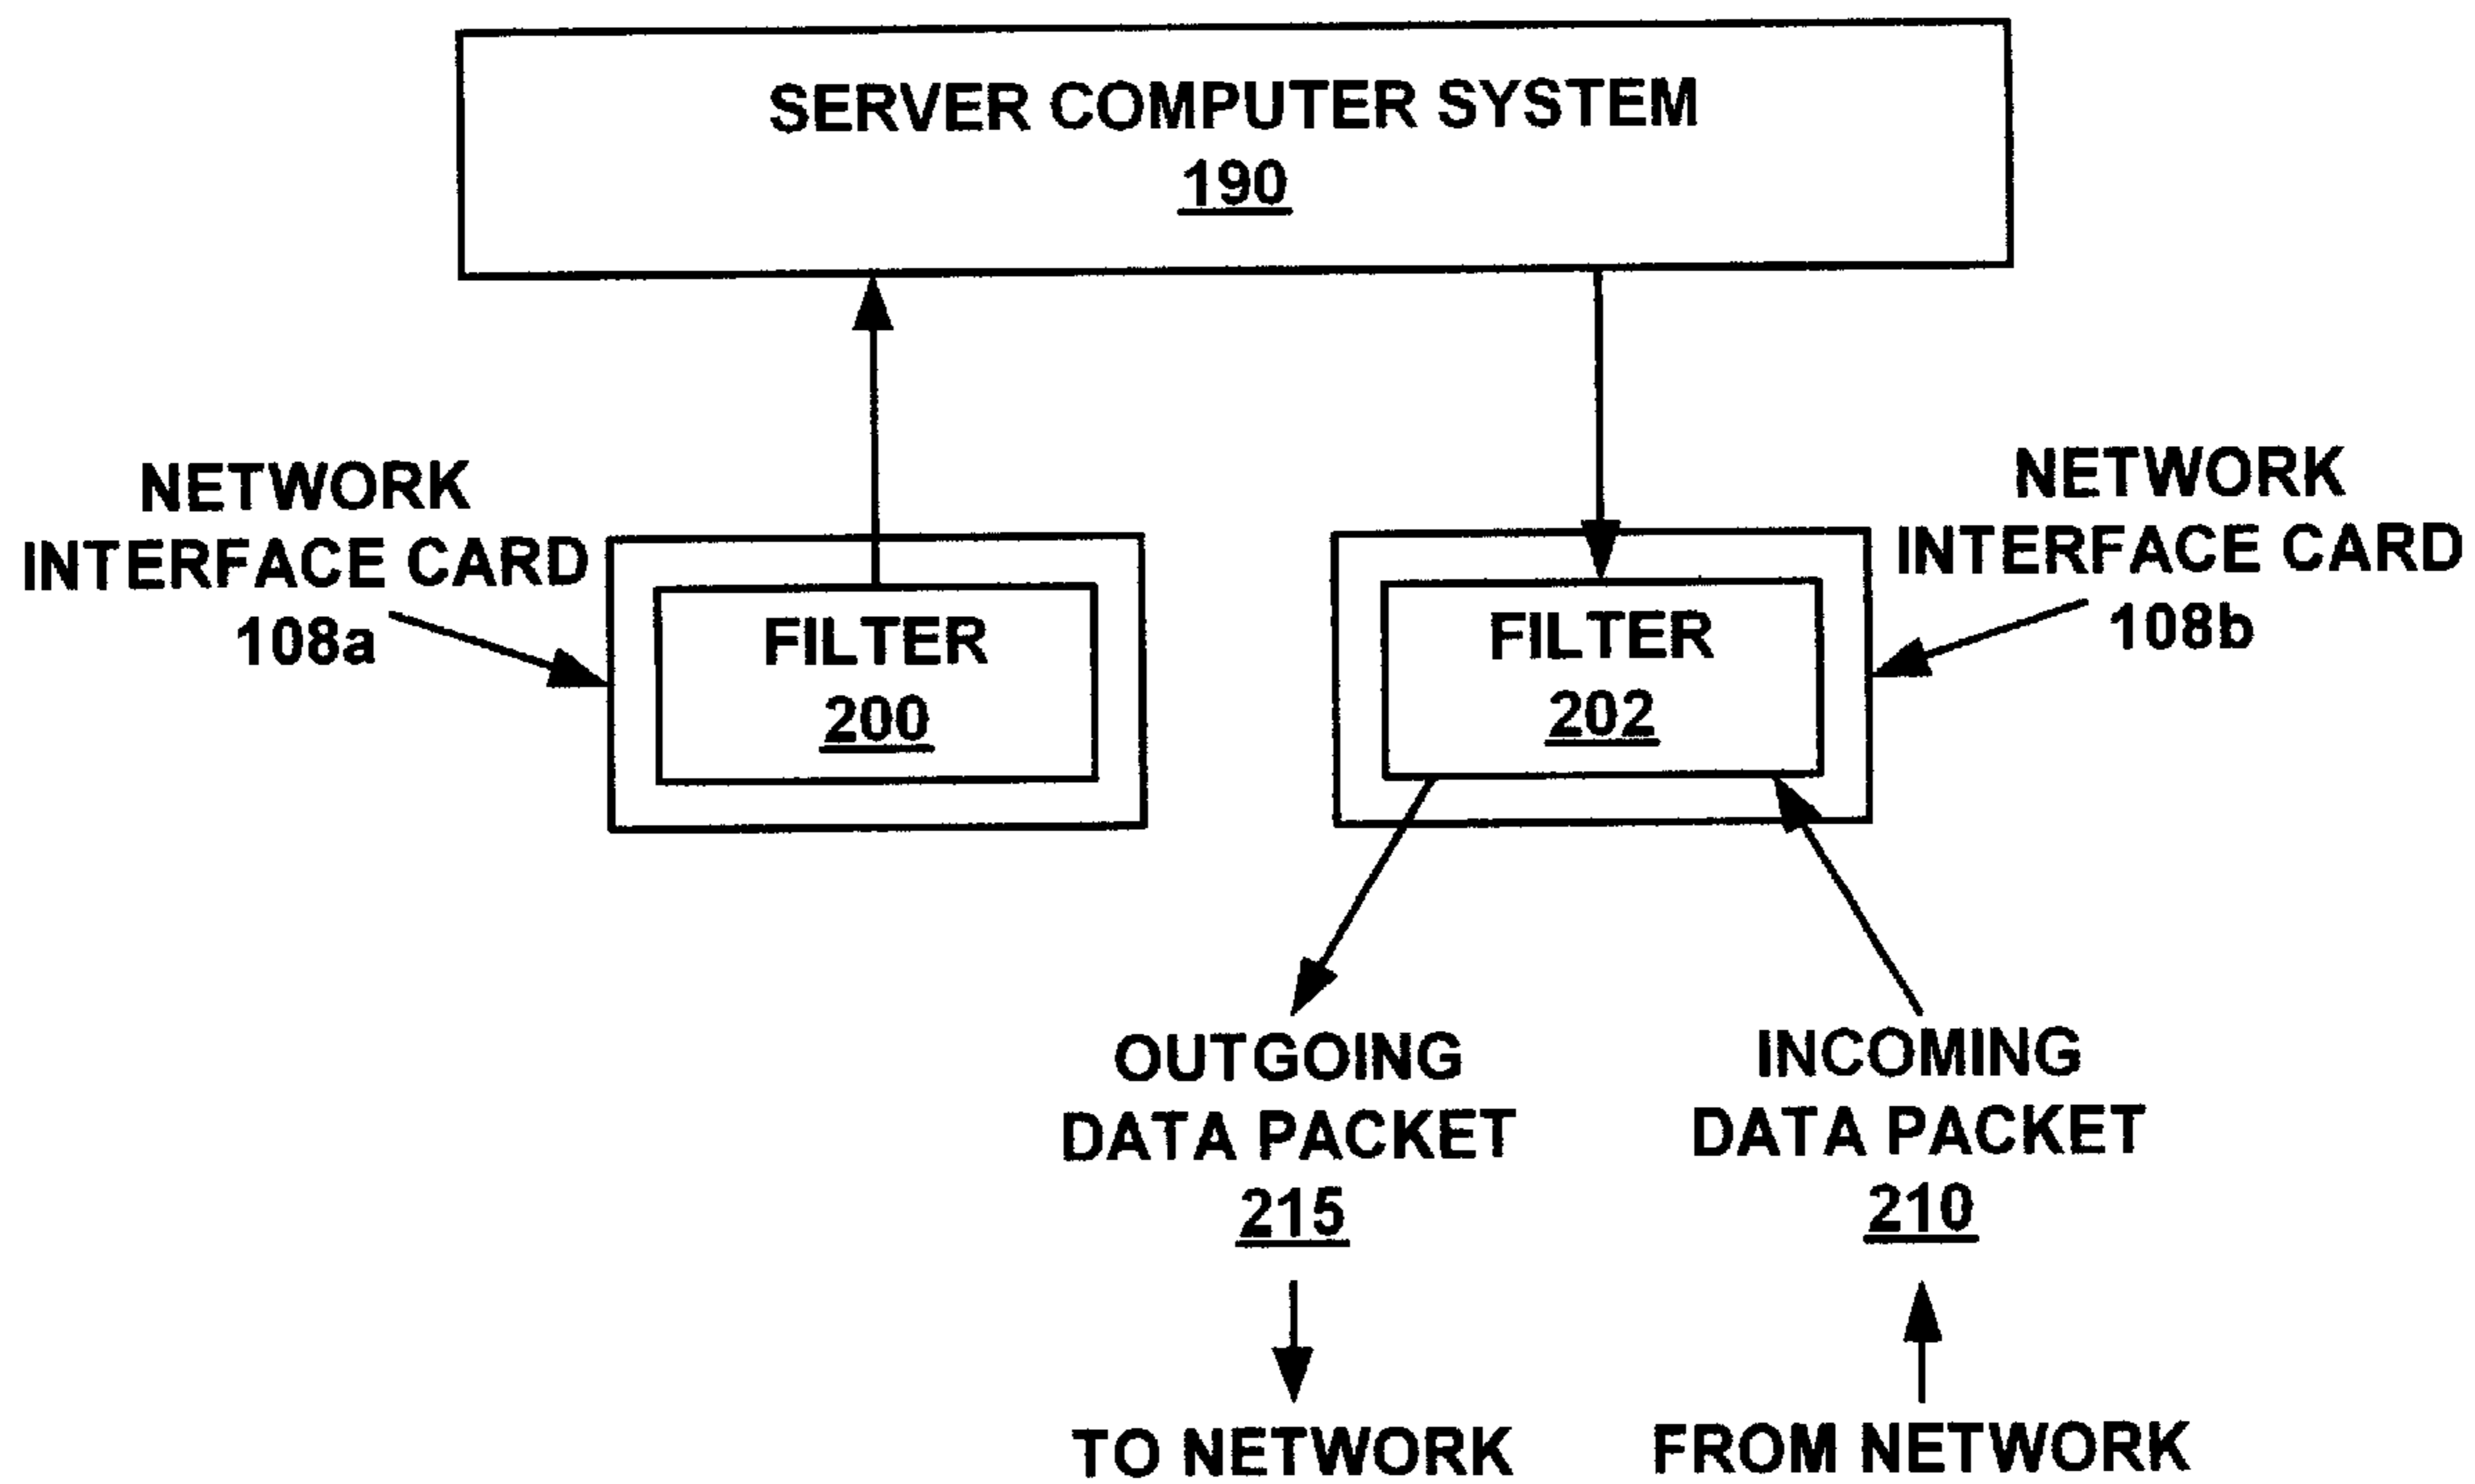 SERVER COMPUTER SYSTEM
190
NETWORK
INTERFACE CARD
108a
FILTER
200
FILTER
202
NETWORK
INTERFACE CARD
108b
OUTGOING
DATA PACKET
215
INCOMING
DATA PACKET
210
TO NETWORK
FROM NETWORK